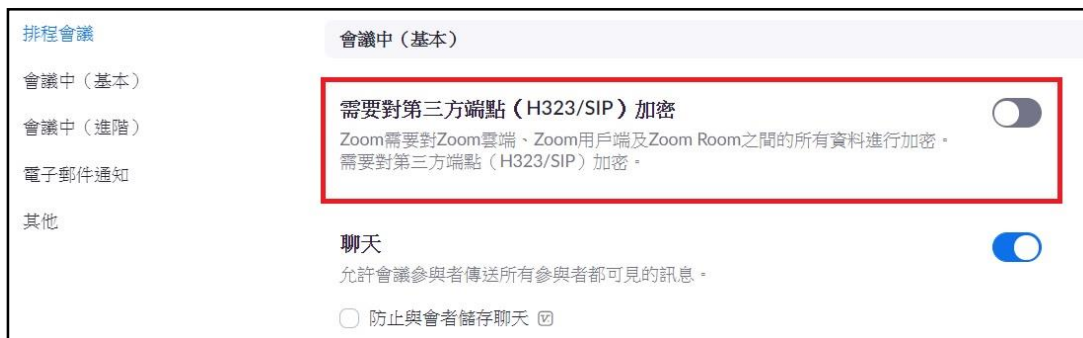 排程會議
會議中（基本）
會議中（進階）
電子郵件通知
其他
會議中（基本）
需要對第三方端點（H323/SIP）加密
Zoom需要對Zoom雲端、Zoom用戶端及Zoom Room之間的所有資料進行加密。
需要對第三方端點（H323/SIP）加密。
聊天
允許會議參與者傳送所有參與者都可見的訊息。
防止與會者儲存聊天